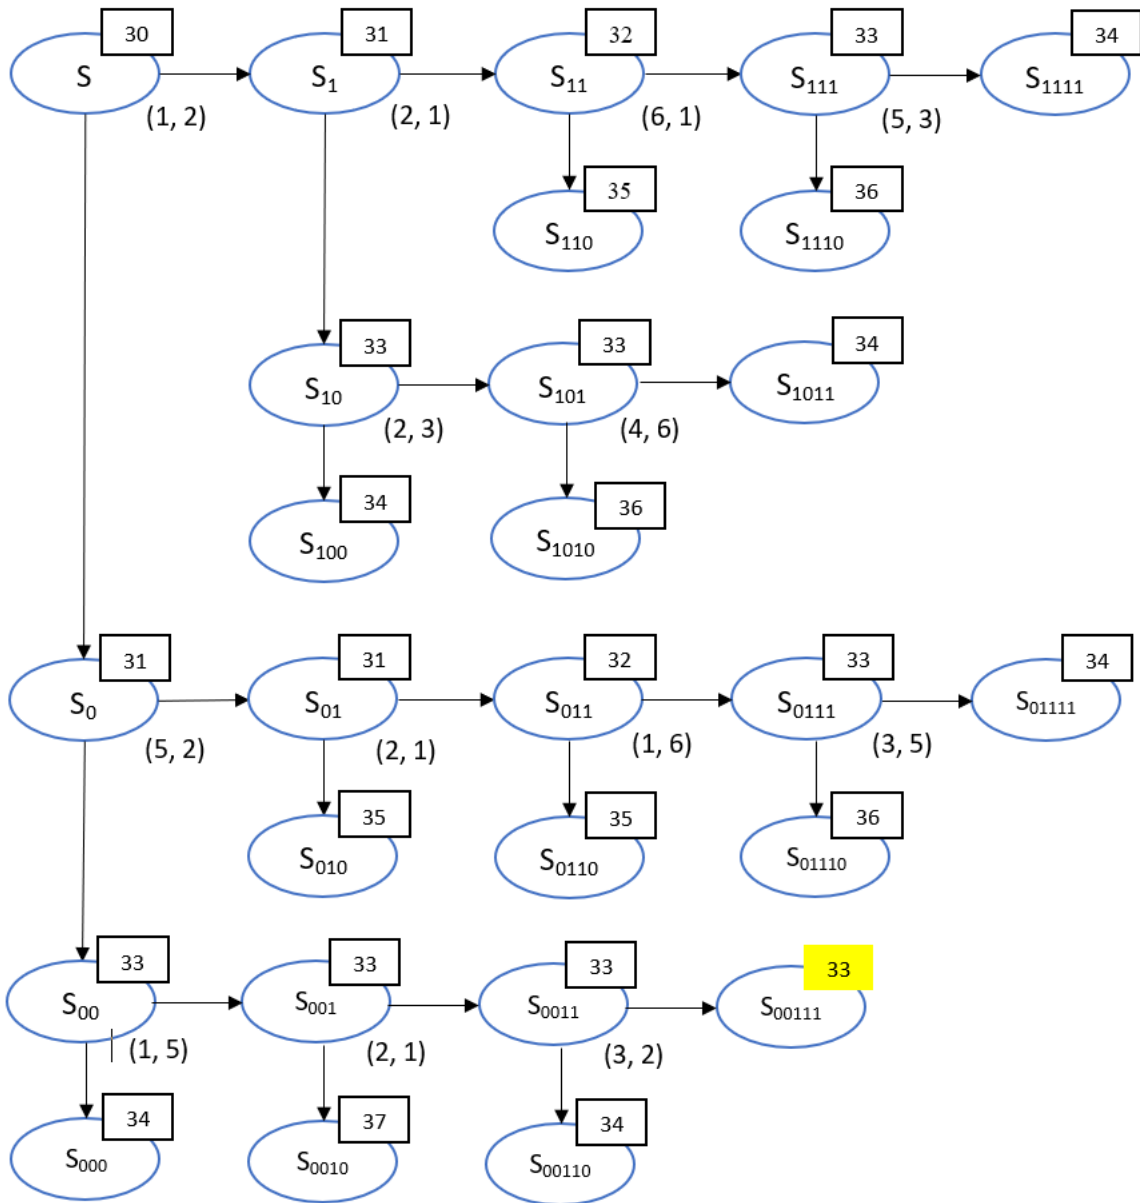 30 31 32 33 34
S S₁ S₁₁ S₁₁₁ S₁₁₁₁
(1, 2) (2, 1) (6, 1) (5, 3)
35 36
S₁₁₀ S₁₁₁₀
33 33 34
S₁₀ S₁₀₁ S₁₀₁₁
(2, 3) (4, 6)
34 36
S₁₀₀ S₁₀₁₀
31 31 32 33 34
S₀ S₀₁ S₀₁₁ S₀₁₁₁ S₀₁₁₁₁
(5, 2) (2, 1) (1, 6) (3, 5)
35 35 36
S₀₁₀ S₀₁₁₀ S₀₁₁₁₀
33 33 33 33
S₀₀ S₀₀₁ S₀₀₁₁ S₀₀₁₁₁
(1, 5) (2, 1) (3, 2)
34 37 34
S₀₀₀ S₀₀₁₀ S₀₀₁₁₀